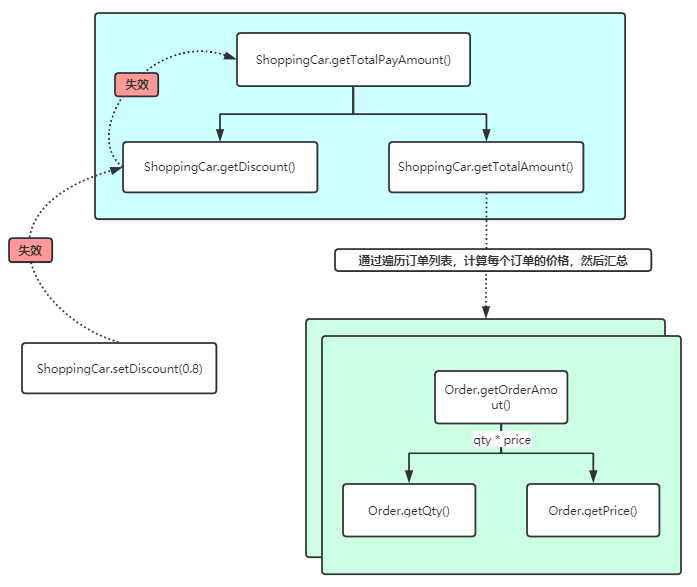 ShoppingCar.getTotalPayAmount()
失效
ShoppingCar.getDiscount()
ShoppingCar.getTotalAmount()
失效
通过遍历订单列表，计算每个订单的价格，然后汇总
ShoppingCar.setDiscount(0.8)
Order.getOrderAmo
ut()
qty * price
Order.getQty()
Order.getPrice()